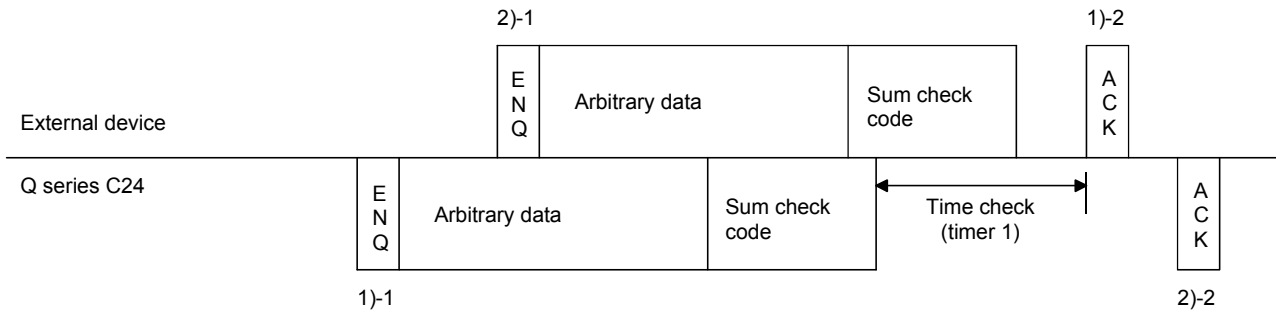 2)-1
1)-2
E
N
Q
Arbitrary data
Sum check
code
A
C
K
External device
Q series C24
E
N
Q
Arbitrary data
Sum check
code
Time check
(timer 1)
A
C
K
1)-1
2)-2